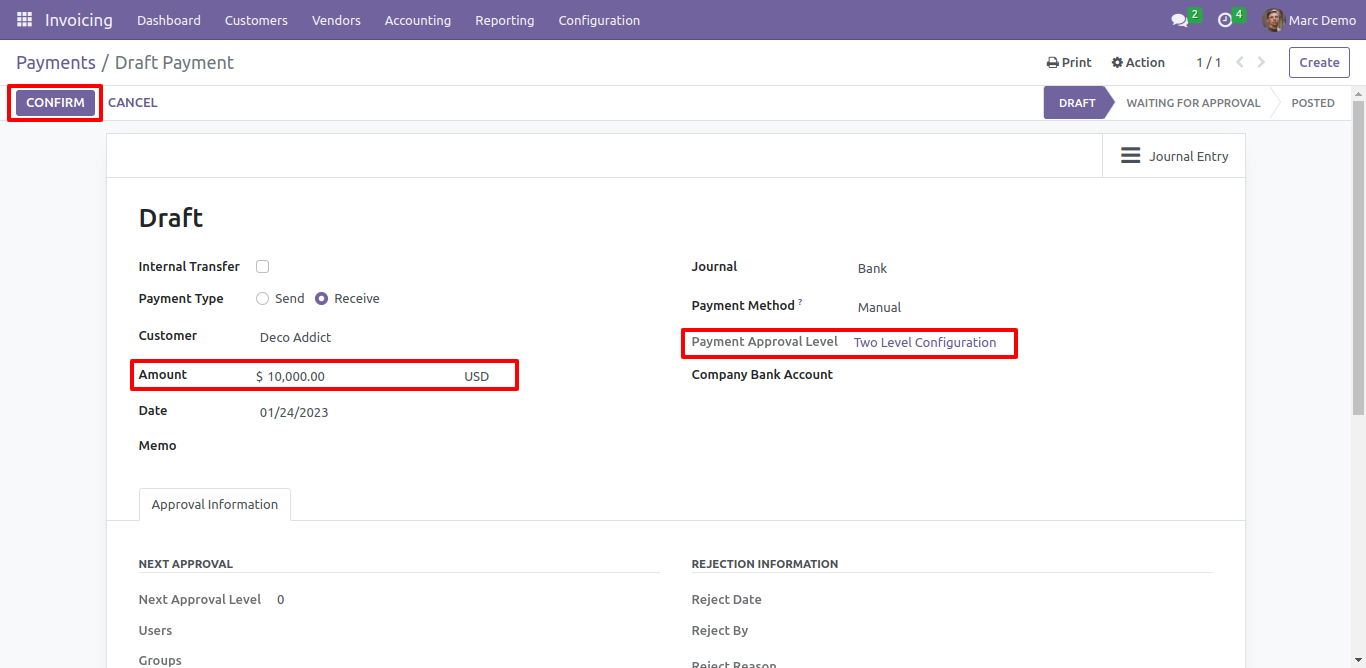 Invoicing Dashboard Customers Vendors Accounting Reporting Configuration 2 4 Marc Demo
Payments / Draft Payment Print Action 1 / 1 Create
CONFIRM CANCEL DRAFT WAITING FOR APPROVAL POSTED
Journal Entry
Draft
Internal Transfer
Payment Type Send Receive
Customer Deco Addict
Amount $ 10,000.00 USD
Date 01/24/2023
Memo
Journal Bank
Payment Method ? Manual
Payment Approval Level Two Level Configuration
Company Bank Account
Approval Information
NEXT APPROVAL
Next Approval Level 0
Users
Groups
REJECTION INFORMATION
Reject Date
Reject By
Reject Reason